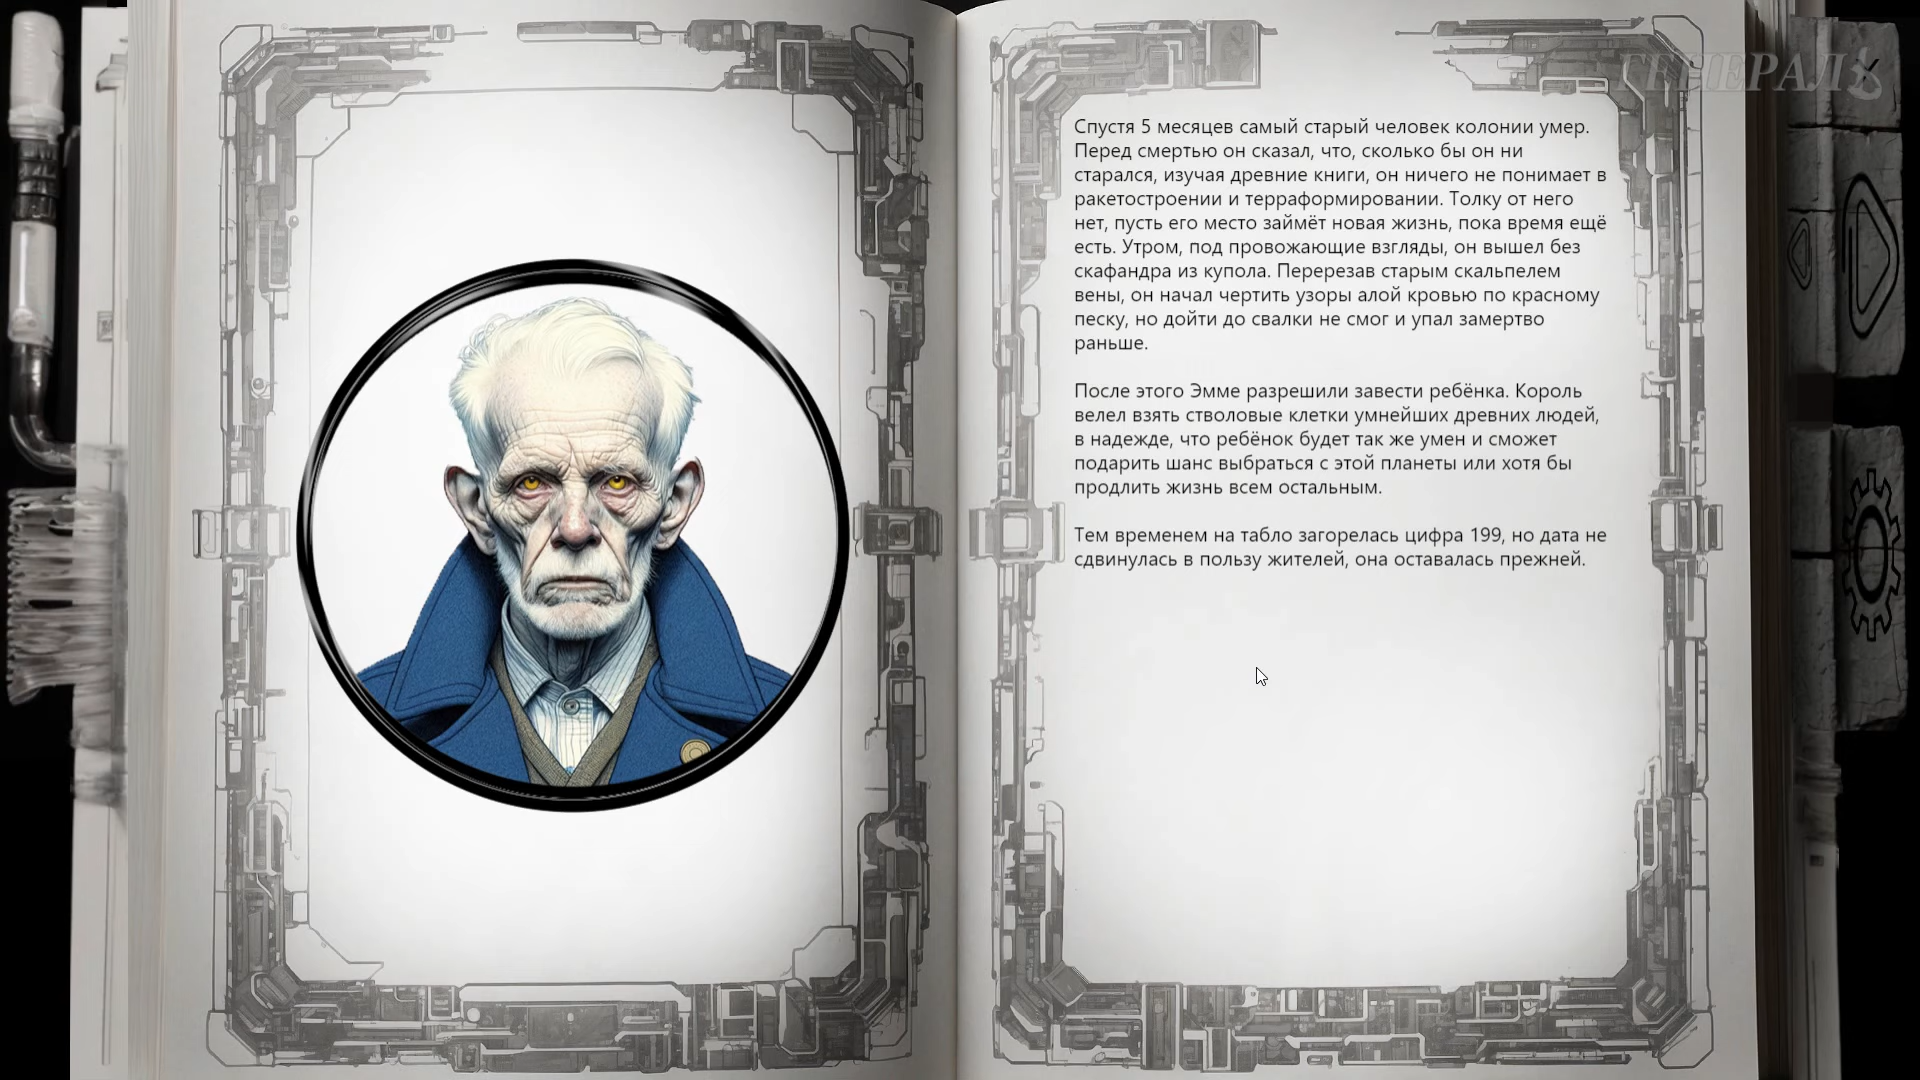 ГЕНЕРАЛ
Спустя 5 месяцев самый старый человек колонии умер.
Перед смертью он сказал, что, сколько бы он ни
старался, изучая древние книги, он ничего не понимает в
ракетостроении и терраформировании. Толку от него
нет, пусть его место займёт новая жизнь, пока время ещё
есть. Утром, под провожающие взгляды, он вышел без
скафандра из купола. Перерезав старым скальпелем
вены, он начал чертить узоры алой кровью по красному
песку, но дойти до свалки не смог и упал замертво
раньше.
После этого Эмме разрешили завести ребёнка. Король
велел взять стволовые клетки умнейших древних людей,
в надежде, что ребёнок будет так же умен и сможет
подарить шанс выбраться с этой планеты или хотя бы
продлить жизнь всем остальным.
Тем временем на табло загорелась цифра 199, но дата не
сдвинулась в пользу жителей, она оставалась прежней.